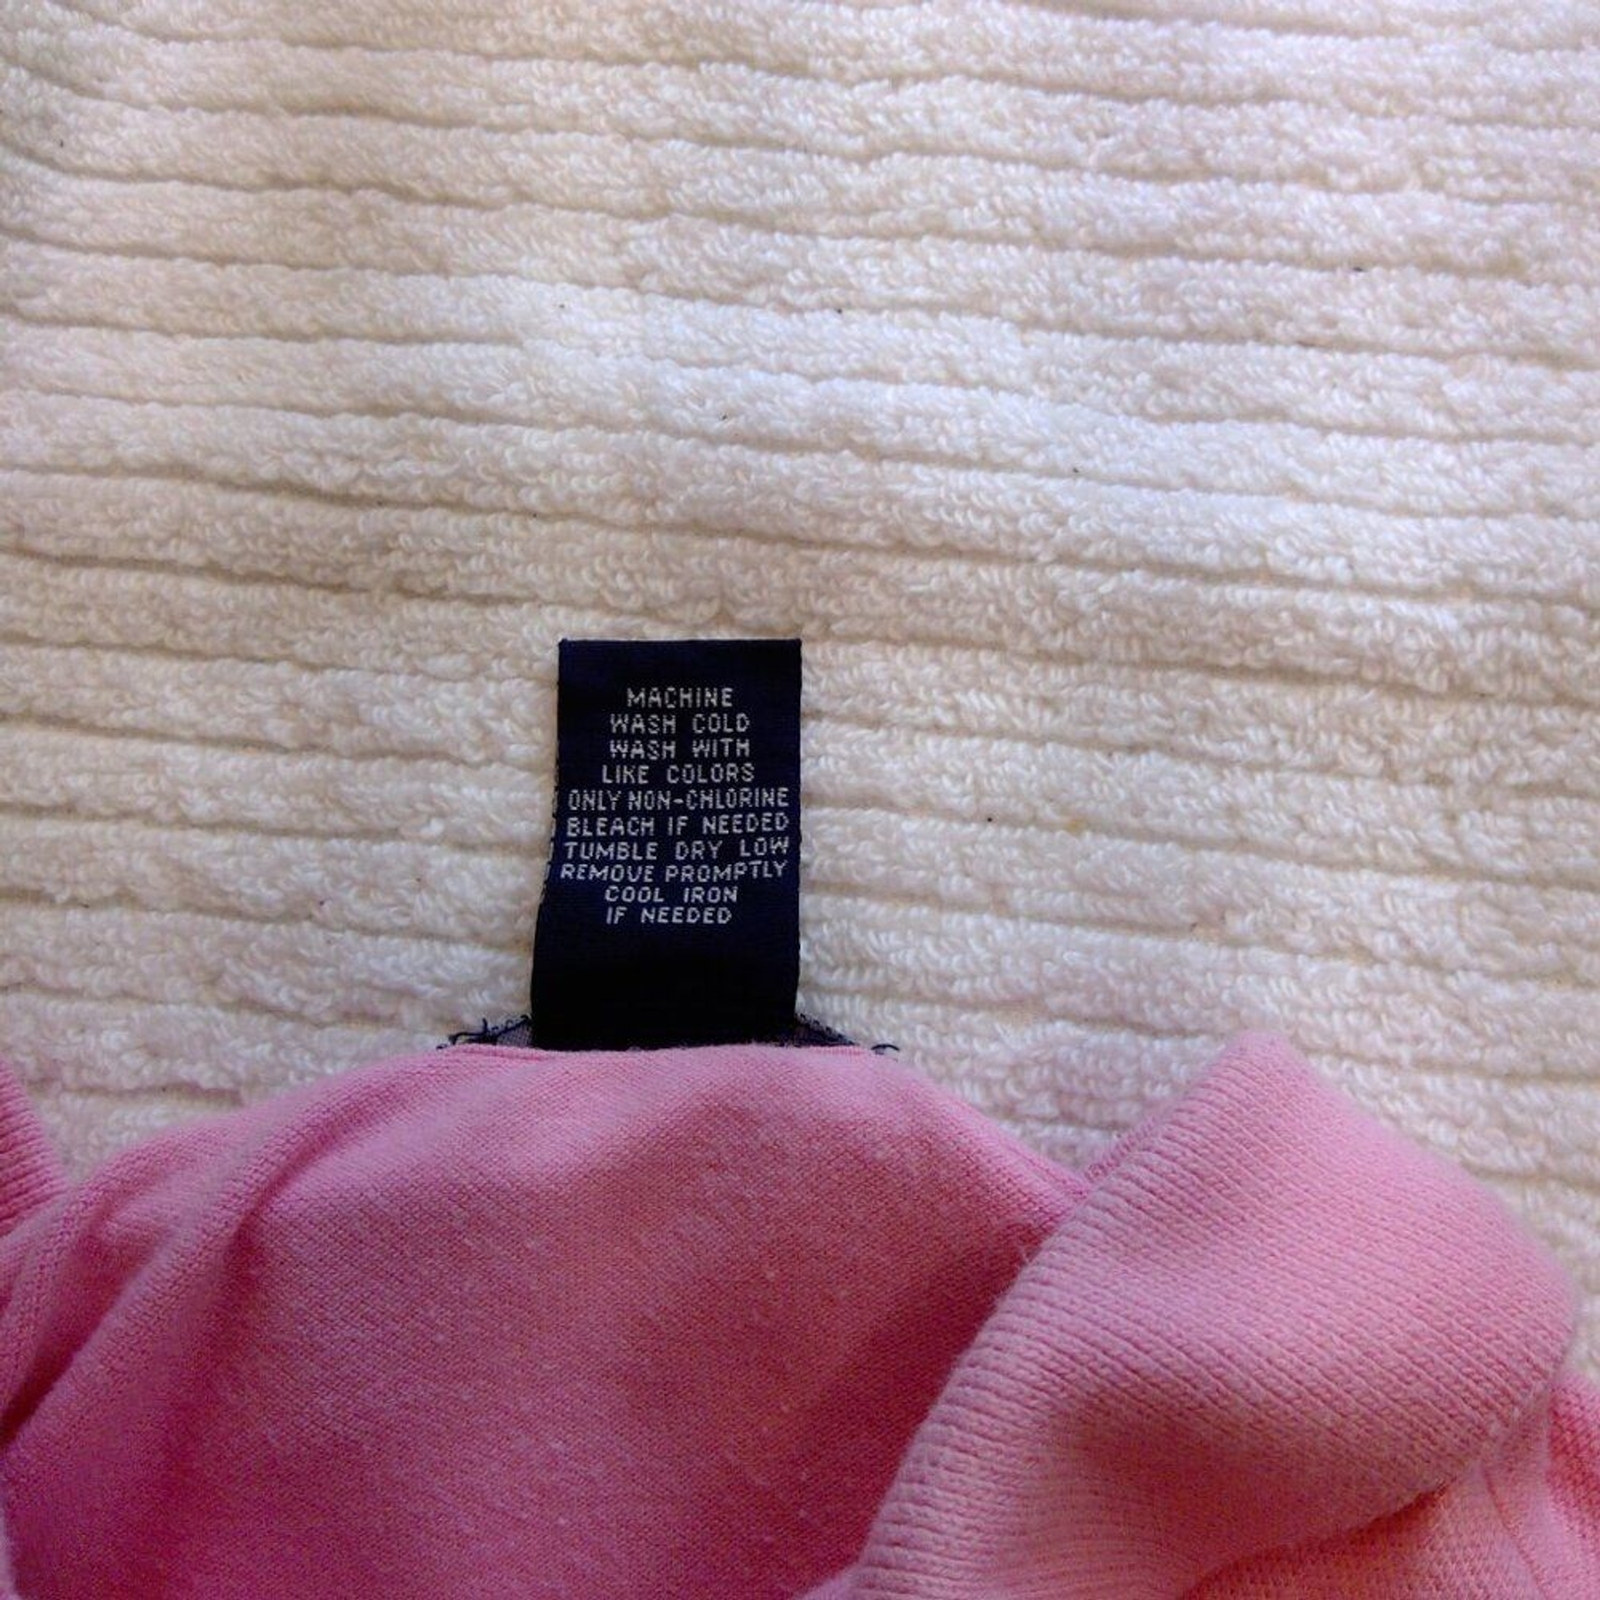 MACHINE
WASH COLD
WASH WITH
LIKE COLORS
ONLY NON-CHLORINE
BLEACH IF NEEDED
TUMBLE DRY LOW
REMOVE PROMPTLY
COOL IRON
IF NEEDED